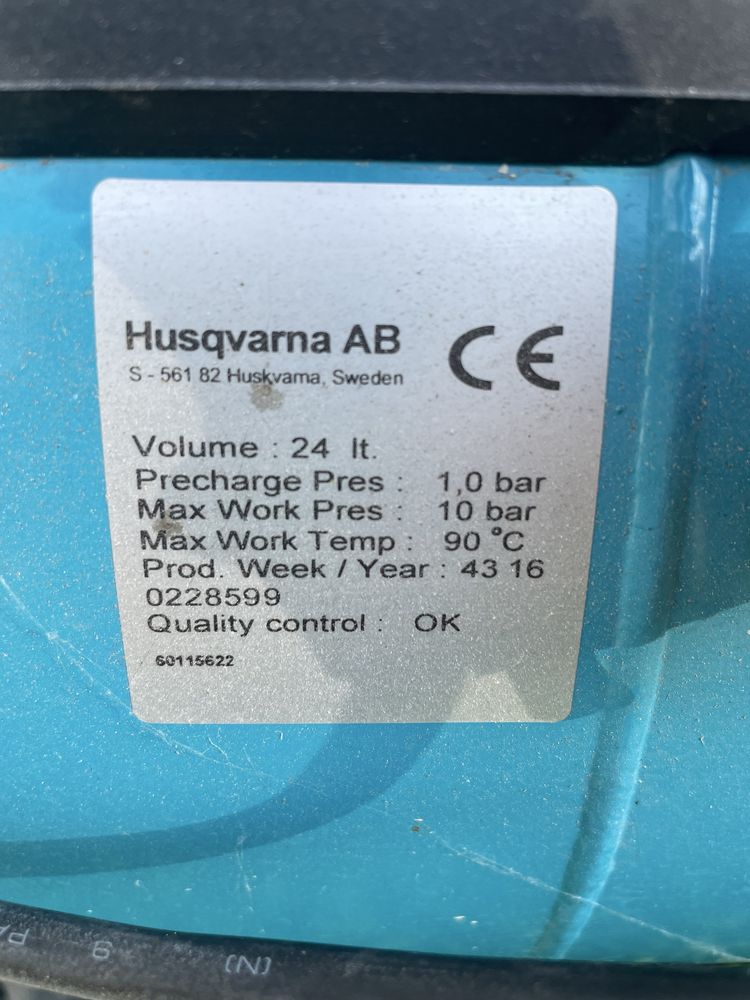 Husqvarna AB
S - 561 82 Huskvarna, Sweden
CE
Volume : 24 lt.
Precharge Pres : 1,0 bar
Max Work Pres : 10 bar
Max Work Temp : 90 °C
Prod. Week / Year : 43 16
0228599
Quality control : OK
60115622